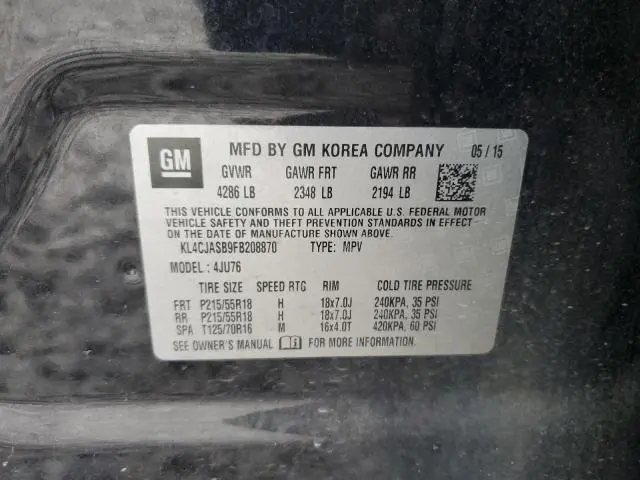 GM MFD BY GM KOREA COMPANY 05 / 15
GVWR GAWR FRT GAWR RR
4286 LB 2348 LB 2194 LB
THIS VEHICLE CONFORMS TO ALL APPLICABLE U.S. FEDERAL MOTOR
VEHICLE SAFETY AND THEFT PREVENTION STANDARDS IN EFFECT ON
THE DATE OF MANUFACTURE SHOWN ABOVE.
KL4CJASB9FB208870 TYPE: MPV
MODEL : 4JU76
TIRE SIZE SPEED RTG RIM COLD TIRE PRESSURE
FRT P215/55R18 H 18x7.0J 240KPA, 35 PSI
RR P215/55R18 H 18x7.0J 240KPA, 35 PSI
SPA T125/70R16 M 16x4.0T 420KPA, 60 PSI
SEE OWNER'S MANUAL FOR MORE INFORMATION.